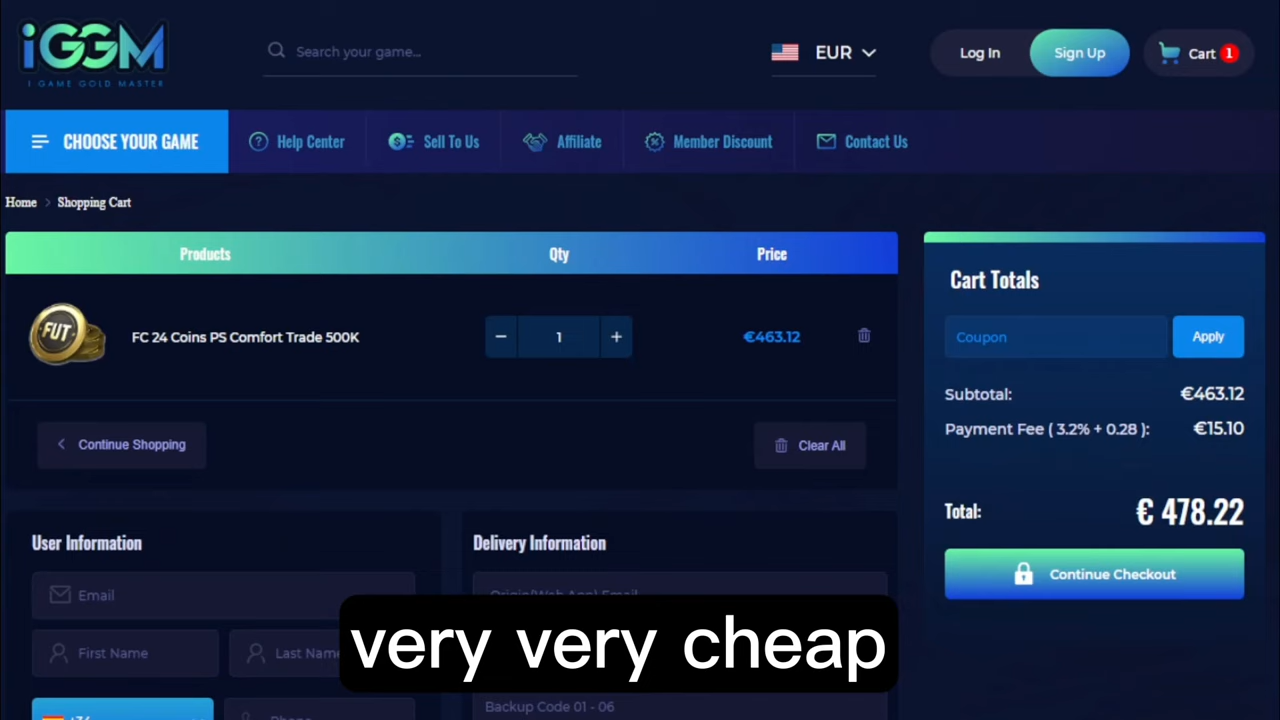 iGGM
I GAME GOLD MASTER
Search your game...
EUR
Log In
Sign Up
Cart 1
CHOOSE YOUR GAME
Help Center
Sell To Us
Affiliate
Member Discount
Contact Us
Home > Shopping Cart
Products Qty Price
FUT
FC 24 Coins PS Comfort Trade 500K
− 1 +
€463.12
Continue Shopping
Clear All
Cart Totals
Coupon
Apply
Subtotal: €463.12
Payment Fee ( 3.2% + 0.28 ): €15.10
Total: € 478.22
Continue Checkout
User Information
Email
First Name
Last Name
Delivery Information
Origin(Web App) Email
Backup Code 01 - 06
very very cheap